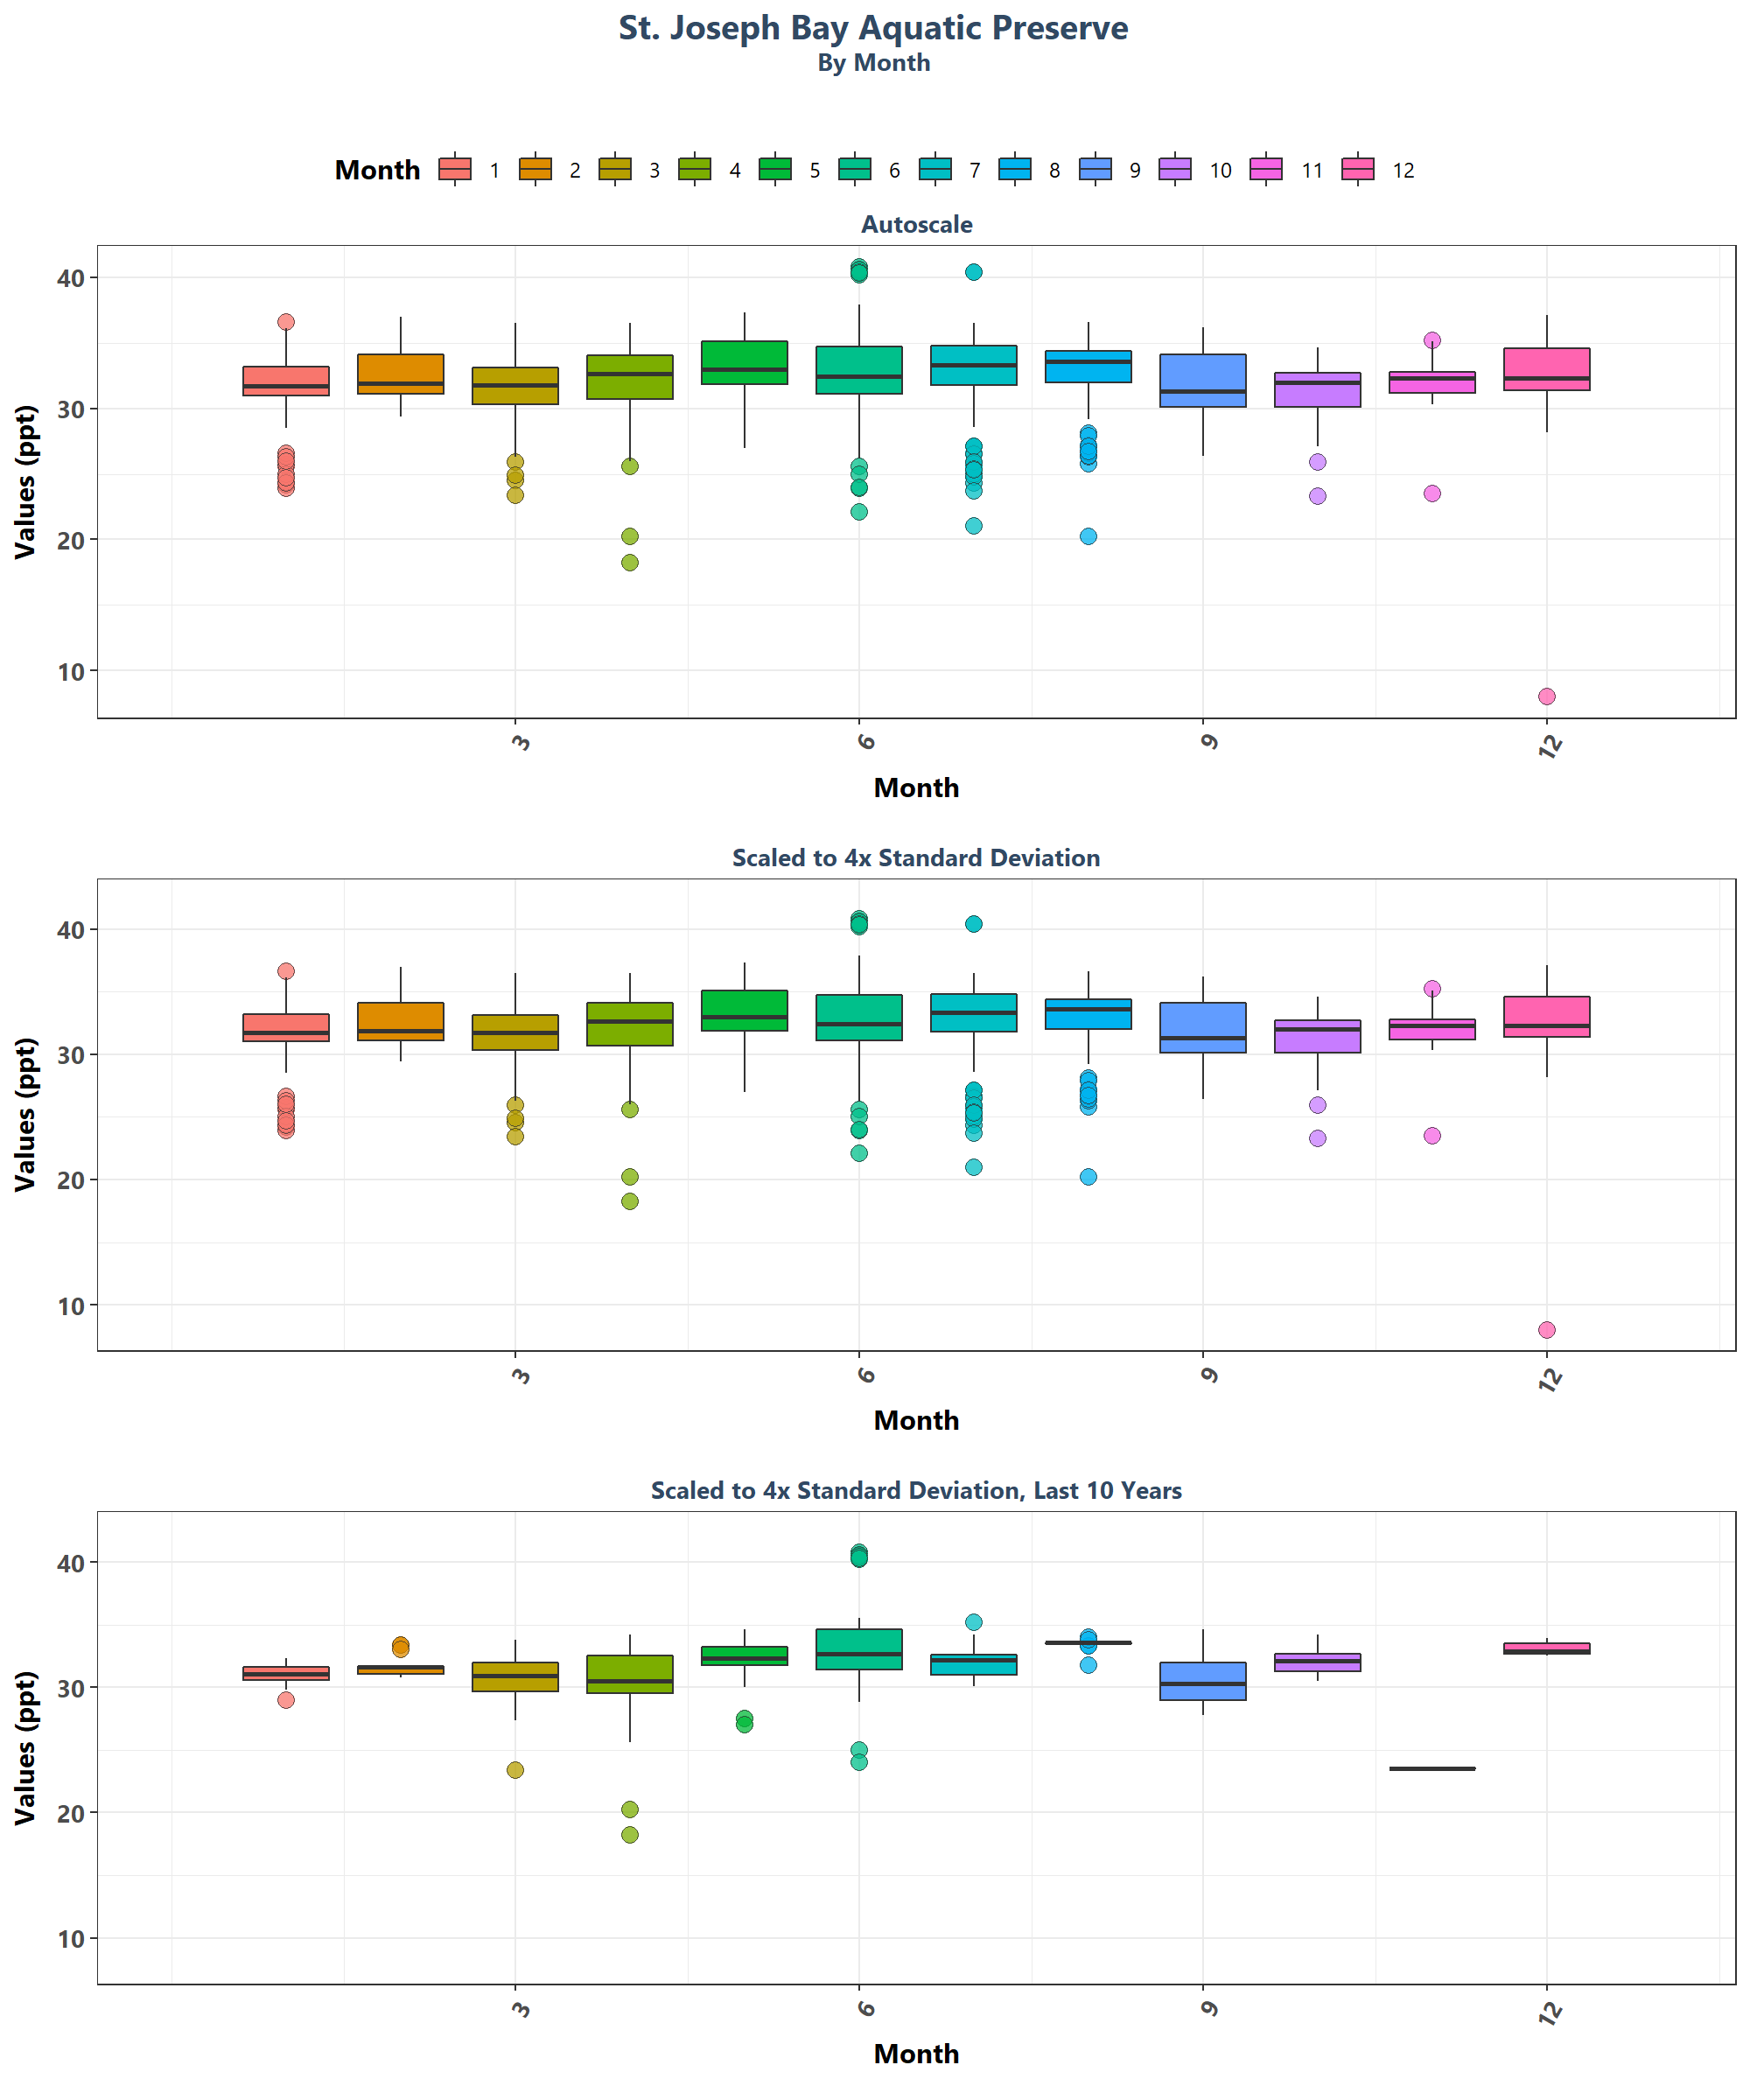 St. Joseph Bay Aquatic Preserve
By Month
Month 1 2 3 4 5 6 7 8 9 10 11 12
Autoscale
Values (ppt)
40
30
20
10
3 6 9 12
Month
Scaled to 4x Standard Deviation
Values (ppt)
40
30
20
10
3 6 9 12
Month
Scaled to 4x Standard Deviation, Last 10 Years
Values (ppt)
40
30
20
10
3 6 9 12
Month